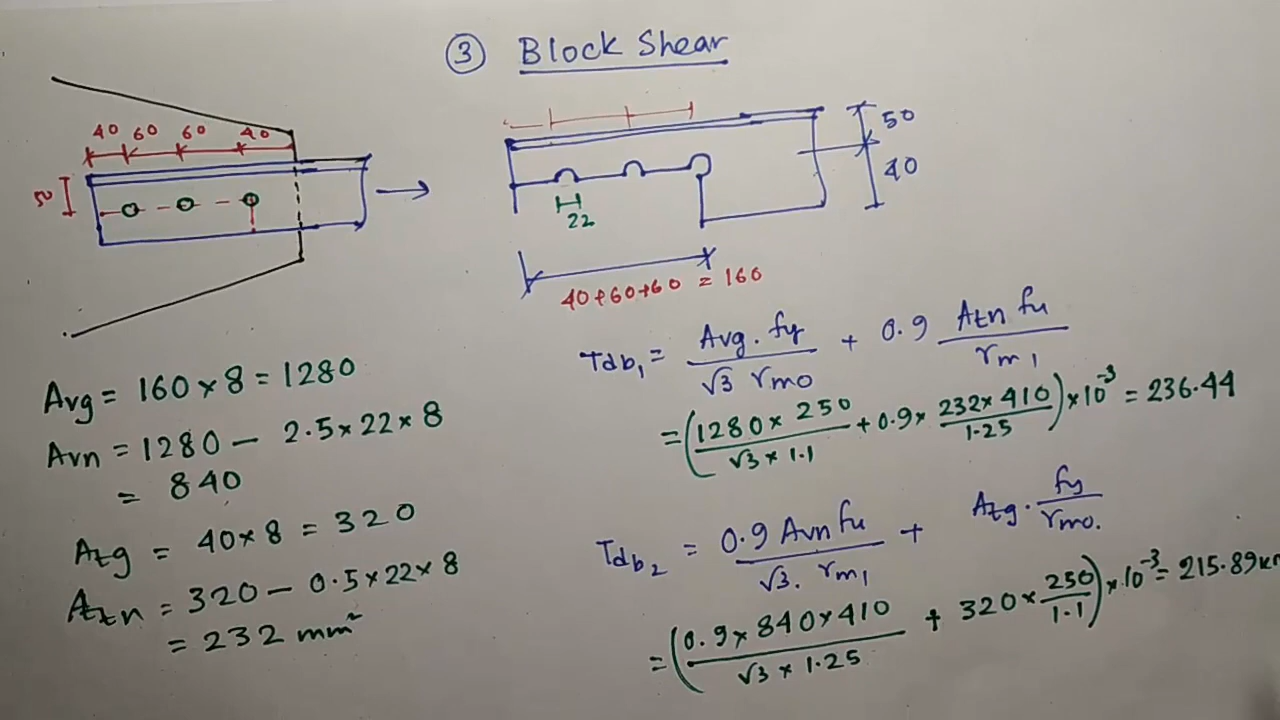 ③ Block Shear
40 60 60 40
50
50
40
22
40+60+60 = 160
Avg = 160 × 8 = 1280
Avn = 1280 - 2.5×22×8
= 840
Atg = 40×8 = 320
Atn = 320 - 0.5×22×8
= 232 mm²
Tdb₁ = Avg . fy / √3 γm0 + 0.9 Atn fu / γm1
= (1280 × 250 / √3 × 1.1 + 0.9 × 232 × 410 / 1.25) × 10⁻³ = 236.44
Tdb₂ = 0.9 Avn fu / √3 . γm1 + Atg . fy / γm0.
= (0.9 × 840 × 410 / √3 × 1.25 + 320 × 250 / 1.1) × 10⁻³ = 215.89 kN